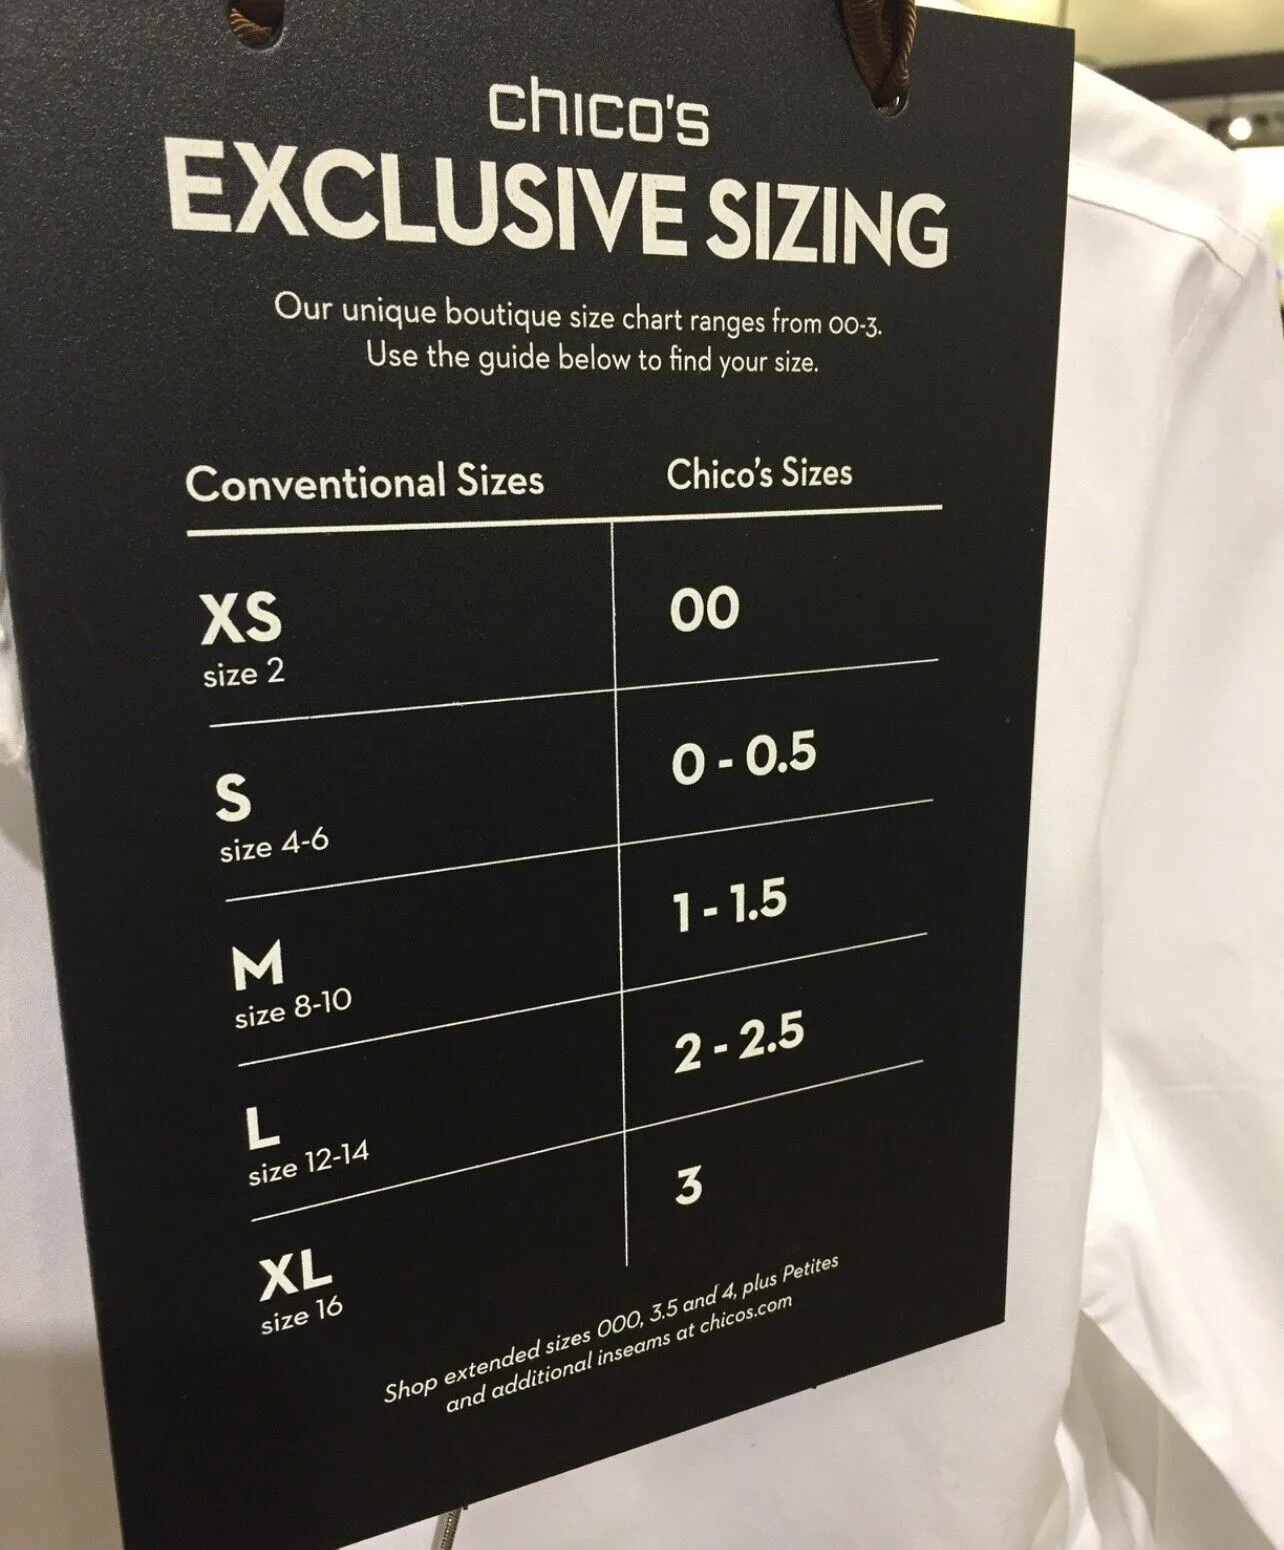 chico's
EXCLUSIVE SIZING
Our unique boutique size chart ranges from 00-3.
Use the guide below to find your size.
Conventional Sizes Chico's Sizes
XS 00
size 2
S 0 - 0.5
size 4-6
M 1 - 1.5
size 8-10
L 2 - 2.5
size 12-14
XL 3
size 16
Shop extended sizes 000, 3.5 and 4, plus Petites
and additional inseams at chicos.com